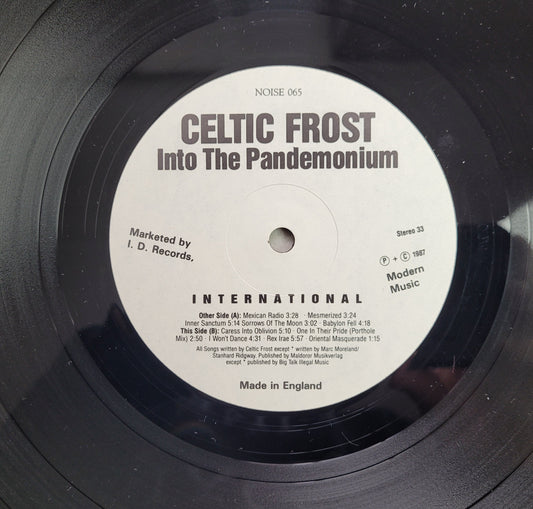 NOISE 065
CELTIC FROST
Into The Pandemonium
Marketed by
I. D. Records,
Stereo 33
Ⓟ + Ⓒ 1987
Modern
Music
INTERNATIONAL
Other Side (A): Mexican Radio 3:28 · Mesmerized 3:24
Inner Sanctum 5:14 Sorrows Of The Moon 3:02 · Babylon Fell 4:18
This Side (B): Caress Into Oblivion 5:10 · One In Their Pride (Porthole
Mix) 2:50 · I Won't Dance 4:31 · Rex Irae 5:57 · Oriental Masquerade 1:15
All Songs written by Celtic Frost except * written by Marc Moreland/
Stanhard Ridgway. Published by Maldoror Musikverlag
except * published by Big Talk Illegal Music
Made in England